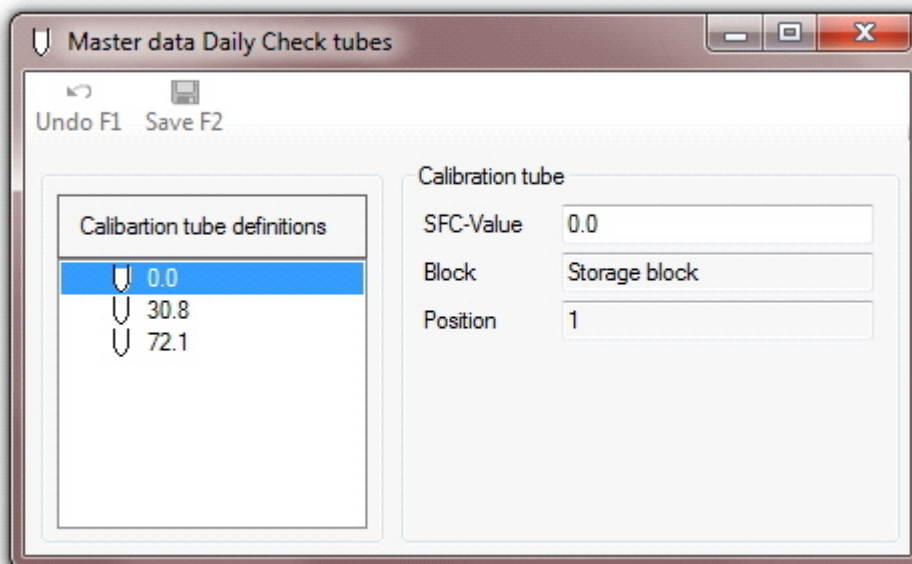 Master data Daily Check tubes
Undo F1 Save F2
Calibartion tube definitions
0.0
30.8
72.1
Calibration tube
SFC-Value 0.0
Block Storage block
Position 1